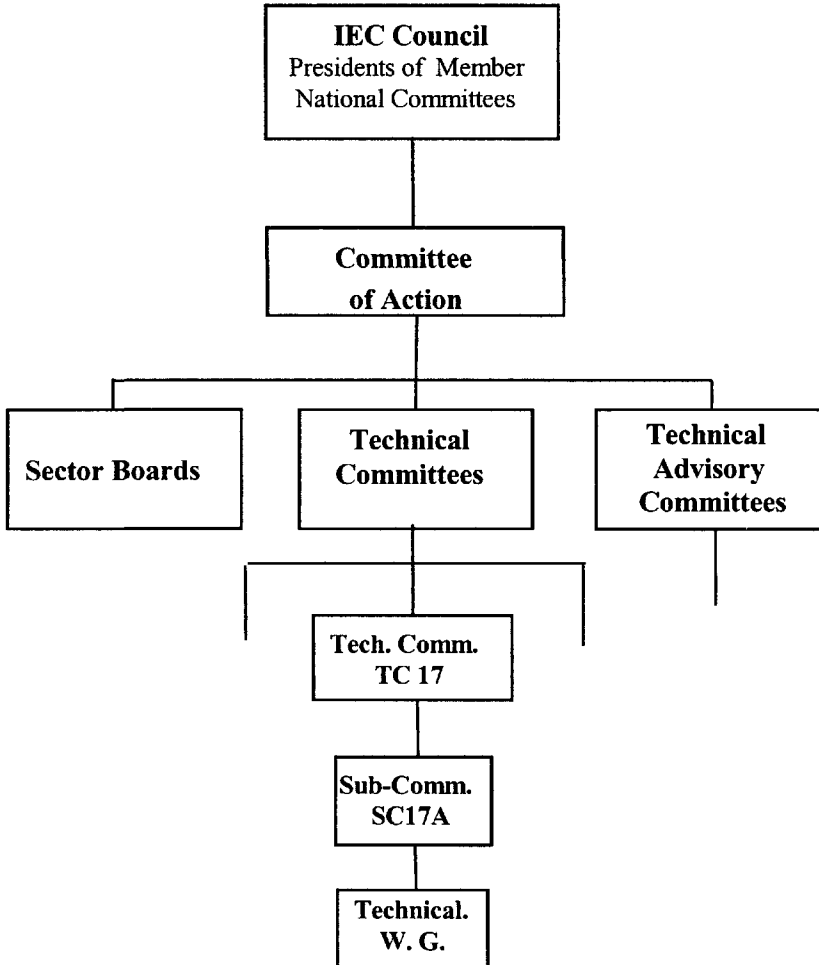 IEC Council
Presidents of Member
National Committees
Committee
of Action
Sector Boards
Technical
Committees
Technical
Advisory
Committees
Tech. Comm.
TC 17
Sub-Comm.
SC17A
Technical.
W. G.